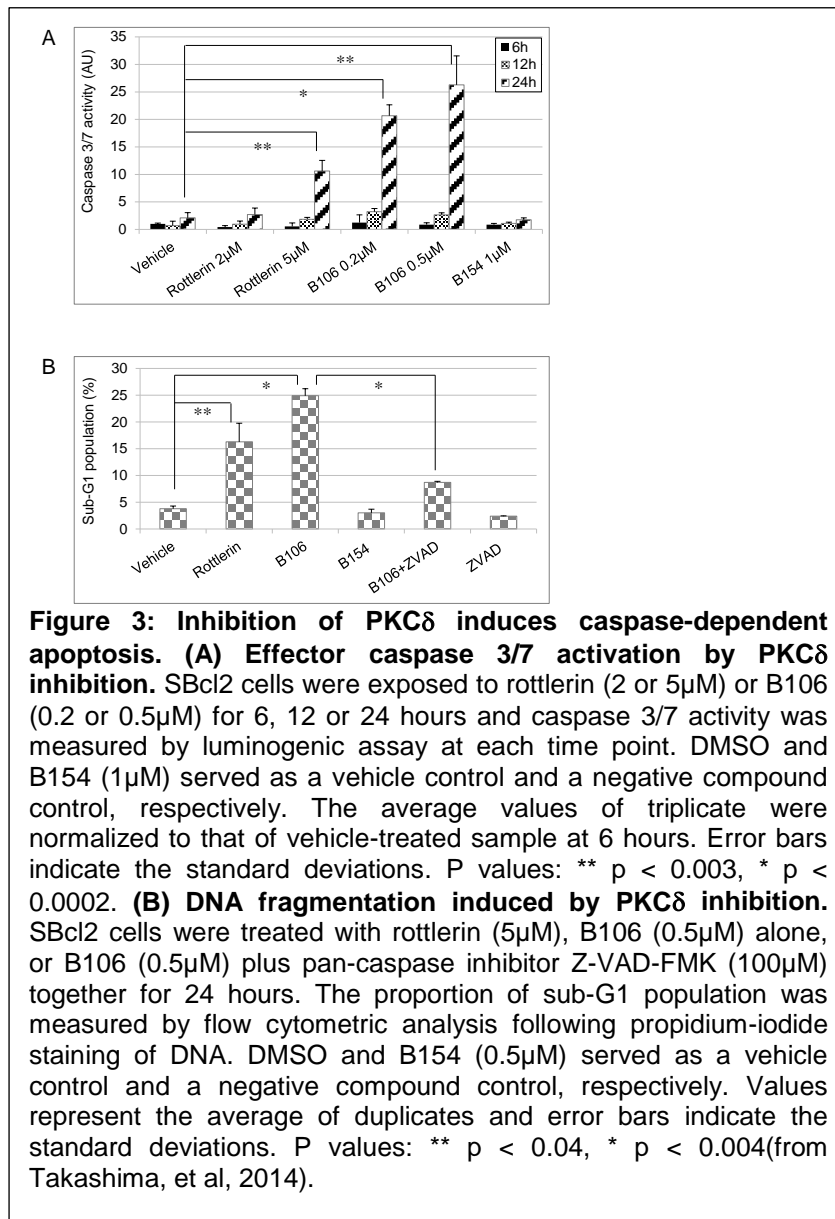 A
Caspase 3/7 activity (AU)
35
30
25
20
15
10
5
0
6h
12h
24h
**
*
**
Vehicle
Rottlerin 2µM
Rottlerin 5µM
B106 0.2µM
B106 0.5µM
B154 1µM
B
Sub-G1 population (%)
30
25
20
15
10
5
0
*
*
**
Vehicle
Rottlerin
B106
B154
B106+ZVAD
ZVAD
Figure 3: Inhibition of PKCδ induces caspase-dependent
apoptosis. (A) Effector caspase 3/7 activation by PKCδ
inhibition. SBcl2 cells were exposed to rottlerin (2 or 5µM) or B106
(0.2 or 0.5µM) for 6, 12 or 24 hours and caspase 3/7 activity was
measured by luminogenic assay at each time point. DMSO and
B154 (1µM) served as a vehicle control and a negative compound
control, respectively. The average values of triplicate were
normalized to that of vehicle-treated sample at 6 hours. Error bars
indicate the standard deviations. P values: ** p < 0.003, * p <
0.0002. (B) DNA fragmentation induced by PKCδ inhibition.
SBcl2 cells were treated with rottlerin (5µM), B106 (0.5µM) alone,
or B106 (0.5µM) plus pan-caspase inhibitor Z-VAD-FMK (100µM)
together for 24 hours. The proportion of sub-G1 population was
measured by flow cytometric analysis following propidium-iodide
staining of DNA. DMSO and B154 (0.5µM) served as a vehicle
control and a negative compound control, respectively. Values
represent the average of duplicates and error bars indicate the
standard deviations. P values: ** p < 0.04, * p < 0.004(from
Takashima, et al, 2014).